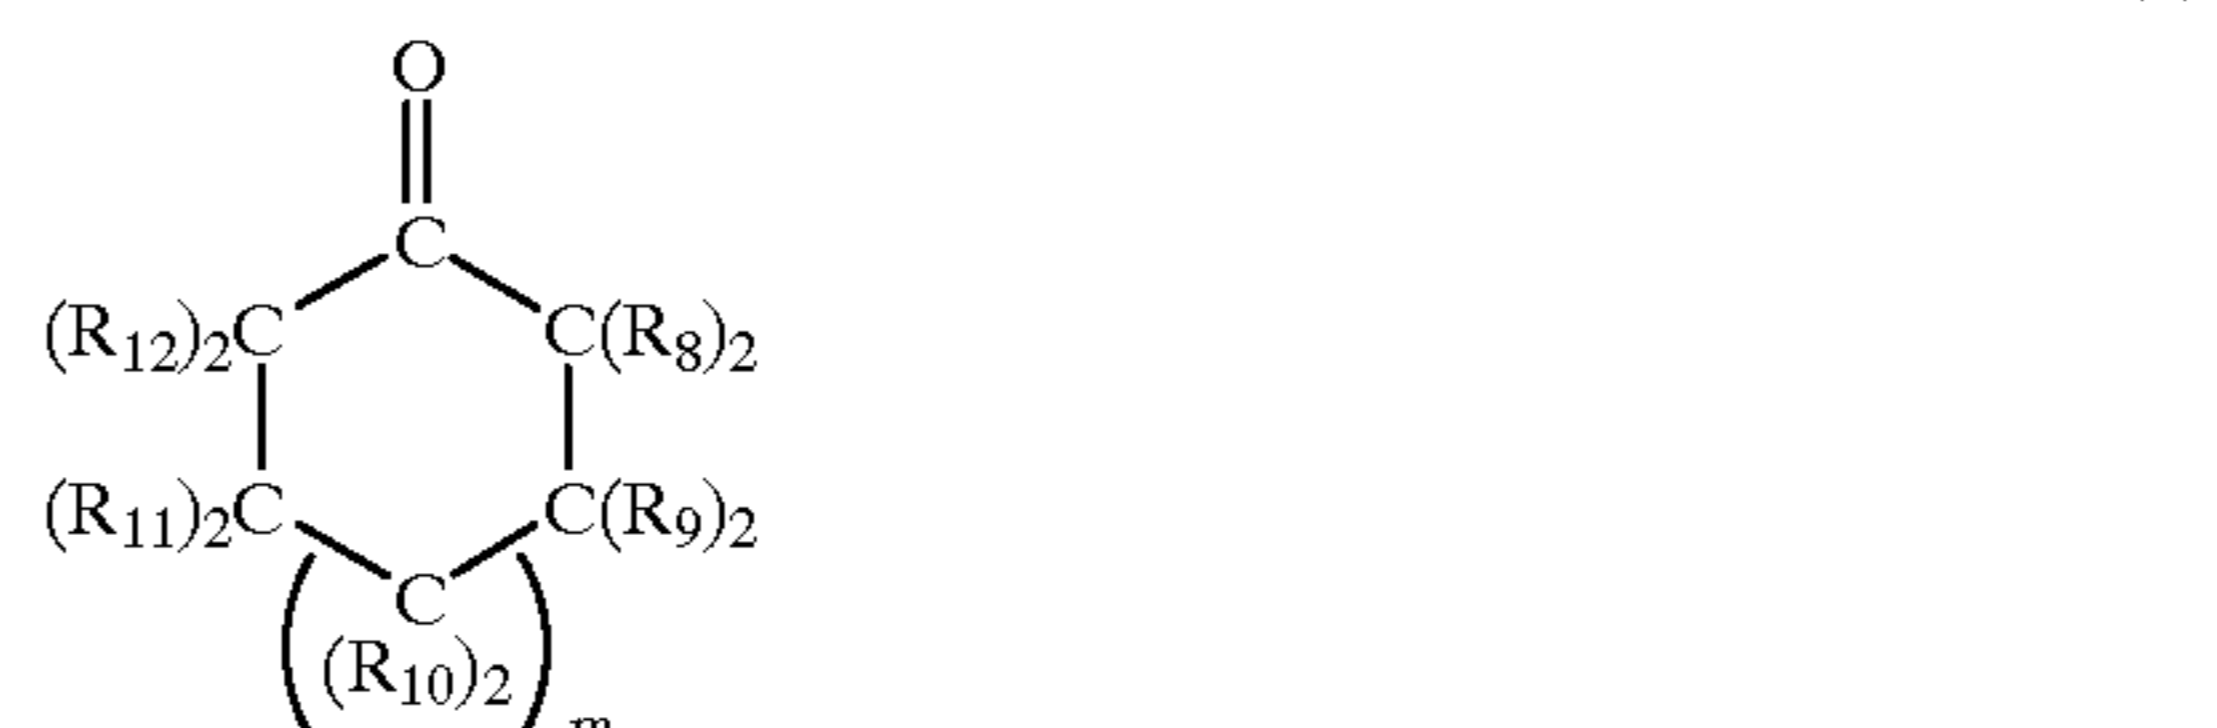 O
C
(R₁₂)₂C C(R₈)₂
(R₁₁)₂C C(R₉)₂
C
(R₁₀)₂
m